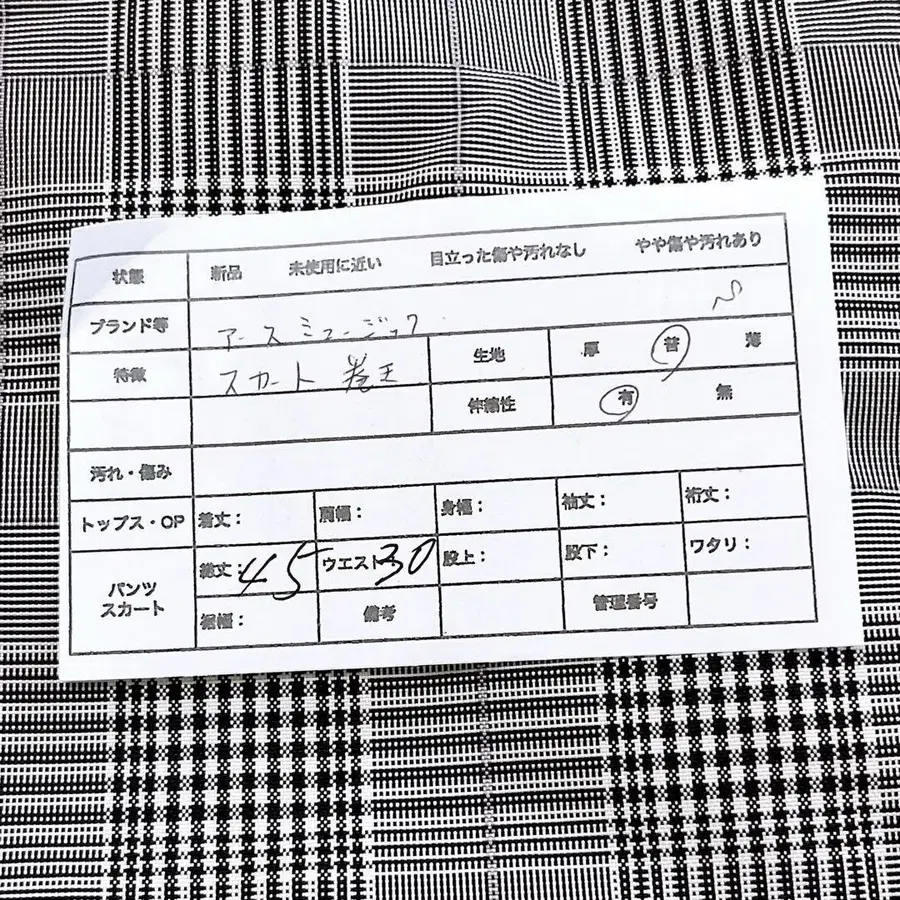 状態 新品 未使用に近い 目立った傷や汚れなし やや傷や汚れあり
ブランド等 アースミュージック S
特徴 スカート 巻き 生地 厚 普 薄
伸縮性 有 無
汚れ・傷み
トップス・OP 着丈: 肩幅: 身幅: 袖丈: 裄丈:
パンツ スカート 総丈:45 ウエスト:30 股上: 股下: ワタリ:
裾幅: 備考 管理番号